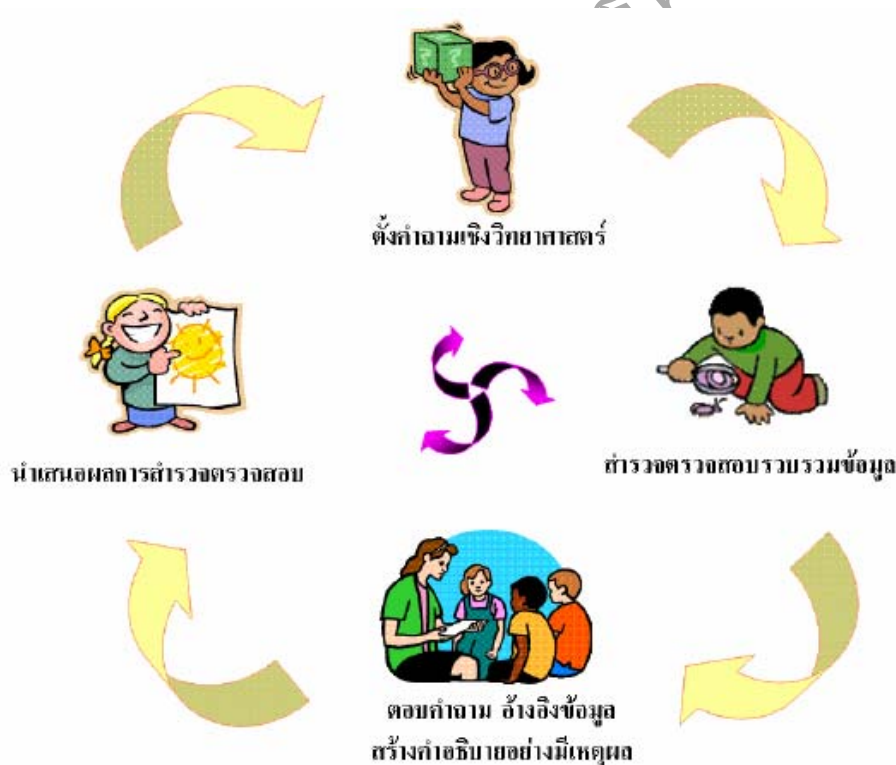 ตั้งคำถามเชิงวิทยาศาสตร์
นำเสนอผลการสำรวจตรวจสอบ
สำรวจตรวจสอบรวบรวมข้อมูล
ตอบคำถาม อ้างอิงข้อมูล
สร้างคำอธิบายอย่างมีเหตุผล